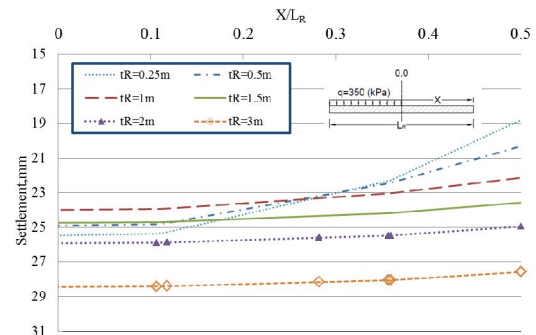 X/LR
0 0.1 0.2 0.3 0.4 0.5
15
17
19
21
23
25
27
29
31
Settlement,mm
tR=0.25m tR=0.5m
tR=1m tR=1.5m
tR=2m tR=3m
0,0
q=350 (kPa)
X
LR